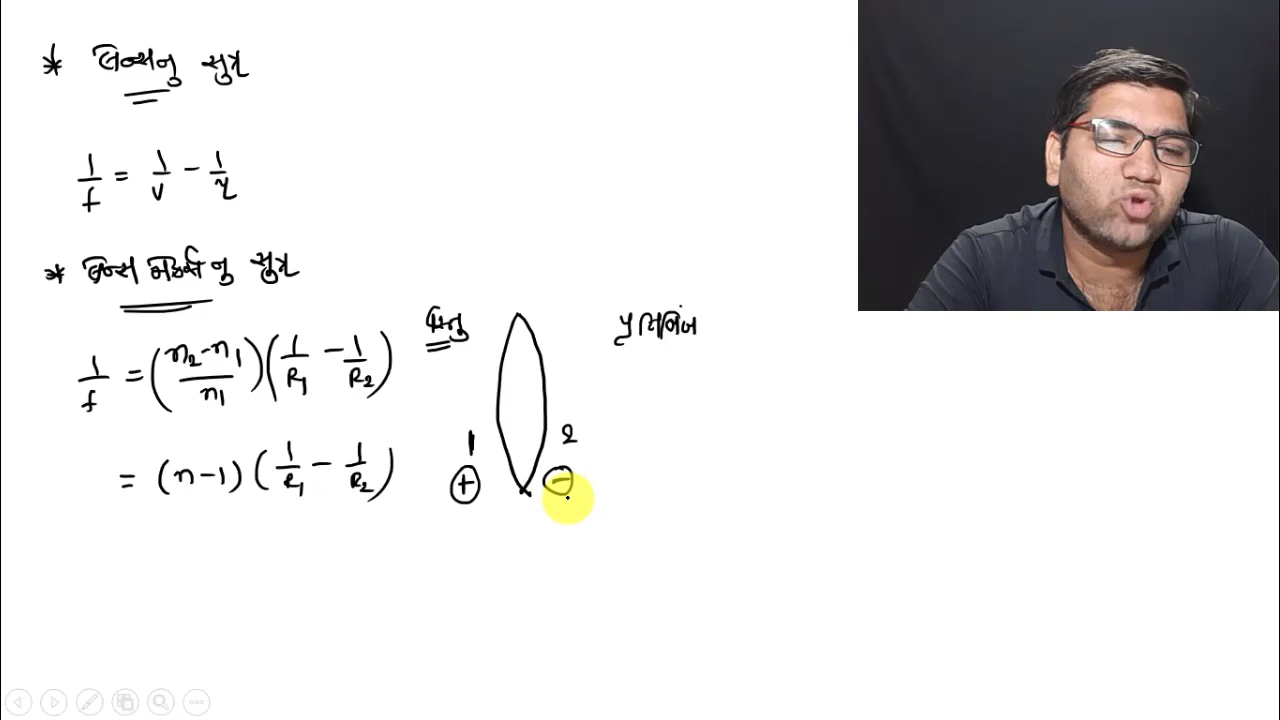 * લેન્સનુ સુત્ર
1/f = 1/v - 1/u
* લેન્સ મેકર્સનુ સુત્ર
1/f = (n₂-n₁/n₁)(1/R₁ - 1/R₂)
= (n-1)(1/R₁ - 1/R₂)
વસ્તુ
પ્રતિબિંબ
1 2
+ -